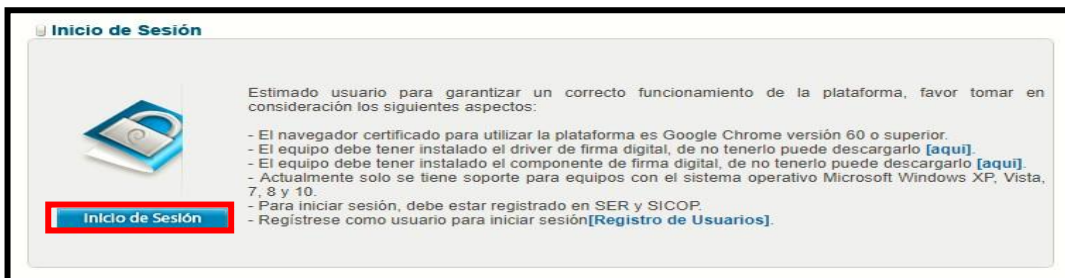 Inicio de Sesión
Estimado usuario para garantizar un correcto funcionamiento de la plataforma, favor tomar en
consideración los siguientes aspectos:
- El navegador certificado para utilizar la plataforma es Google Chrome versión 60 o superior.
- El equipo debe tener instalado el driver de firma digital, de no tenerlo puede descargarlo [aquí].
- El equipo debe tener instalado el componente de firma digital, de no tenerlo puede descargarlo [aquí].
- Actualmente solo se tiene soporte para equipos con el sistema operativo Microsoft Windows XP, Vista,
7, 8 y 10.
- Para iniciar sesión, debe estar registrado en SER y SICOP.
- Regístrese como usuario para iniciar sesión[Registro de Usuarios].
Inicio de Sesión